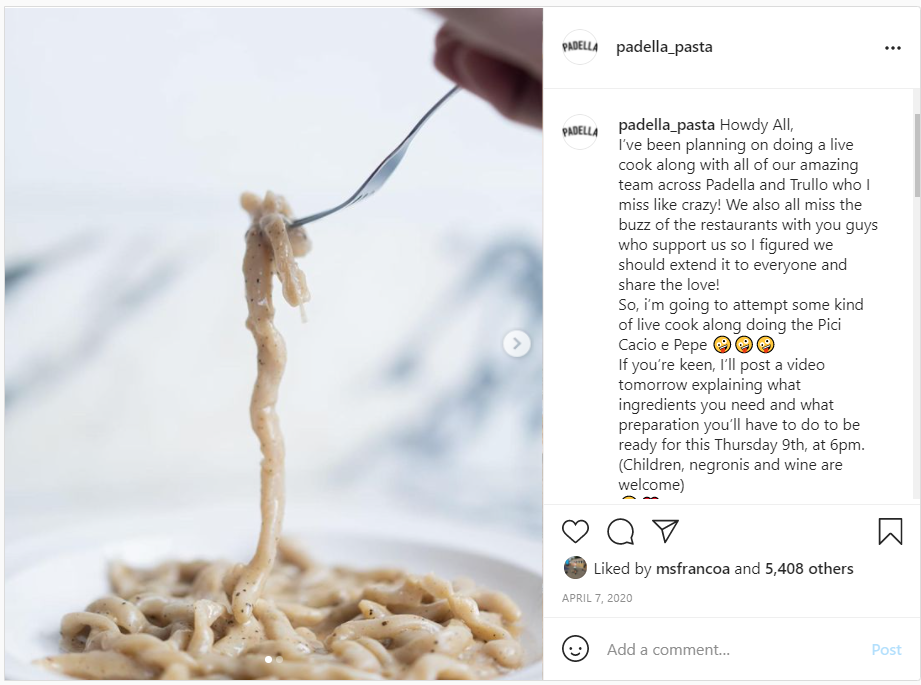 PADELLA
padella_pasta
PADELLA
padella_pasta Howdy All,
I've been planning on doing a live
cook along with all of our amazing
team across Padella and Trullo who I
miss like crazy! We also all miss the
buzz of the restaurants with you guys
who support us so I figured we
should extend it to everyone and
share the love!
So, i'm going to attempt some kind
of live cook along doing the Pici
Cacio e Pepe 🤪🤪🤪
If you're keen, I'll post a video
tomorrow explaining what
ingredients you need and what
preparation you'll have to do to be
ready for this Thursday 9th, at 6pm.
(Children, negronis and wine are
welcome)
Liked by msfrancoa and 5,408 others
APRIL 7, 2020
Add a comment...
Post